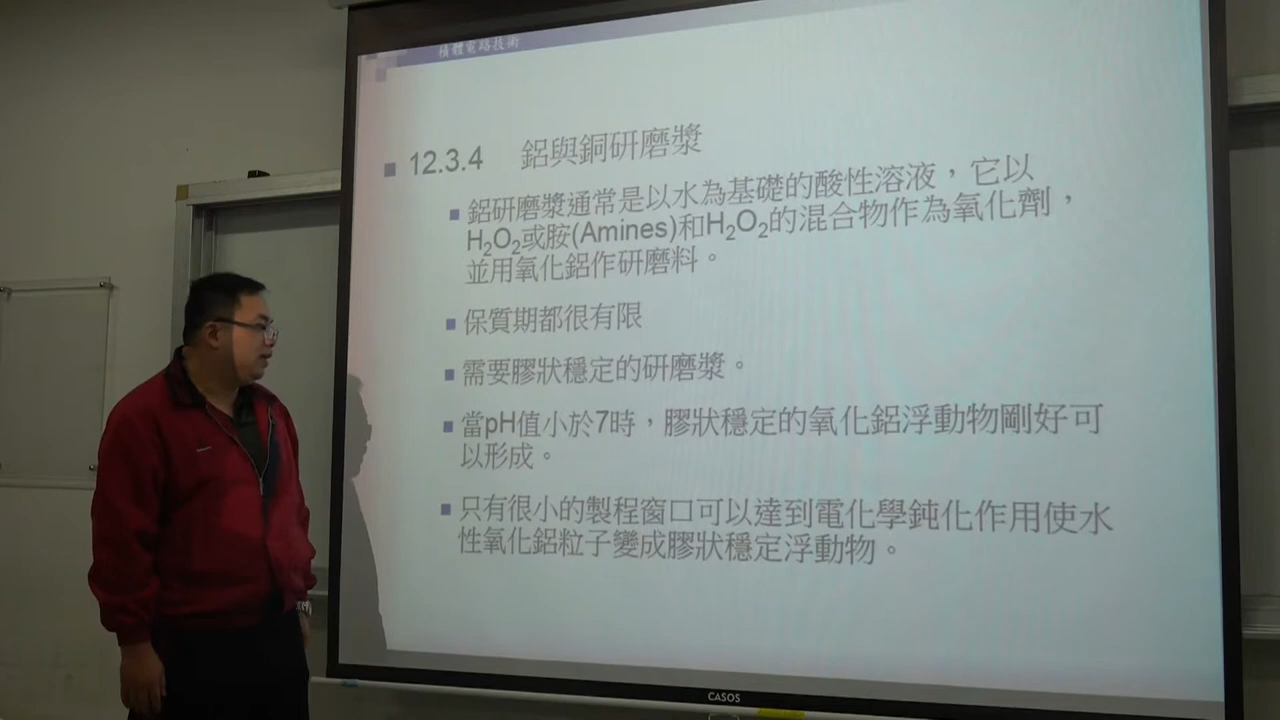 積體電路技術
12.3.4 鋁與銅研磨漿
鋁研磨漿通常是以水為基礎的酸性溶液，它以
H₂O₂或胺(Amines)和H₂O₂的混合物作為氧化劑，
並用氧化鋁作研磨料。
保質期都很有限
需要膠狀穩定的研磨漿。
當pH值小於7時，膠狀穩定的氧化鋁浮動物剛好可
以形成。
只有很小的製程窗口可以達到電化學鈍化作用使水
性氧化鋁粒子變成膠狀穩定浮動物。
CASOS